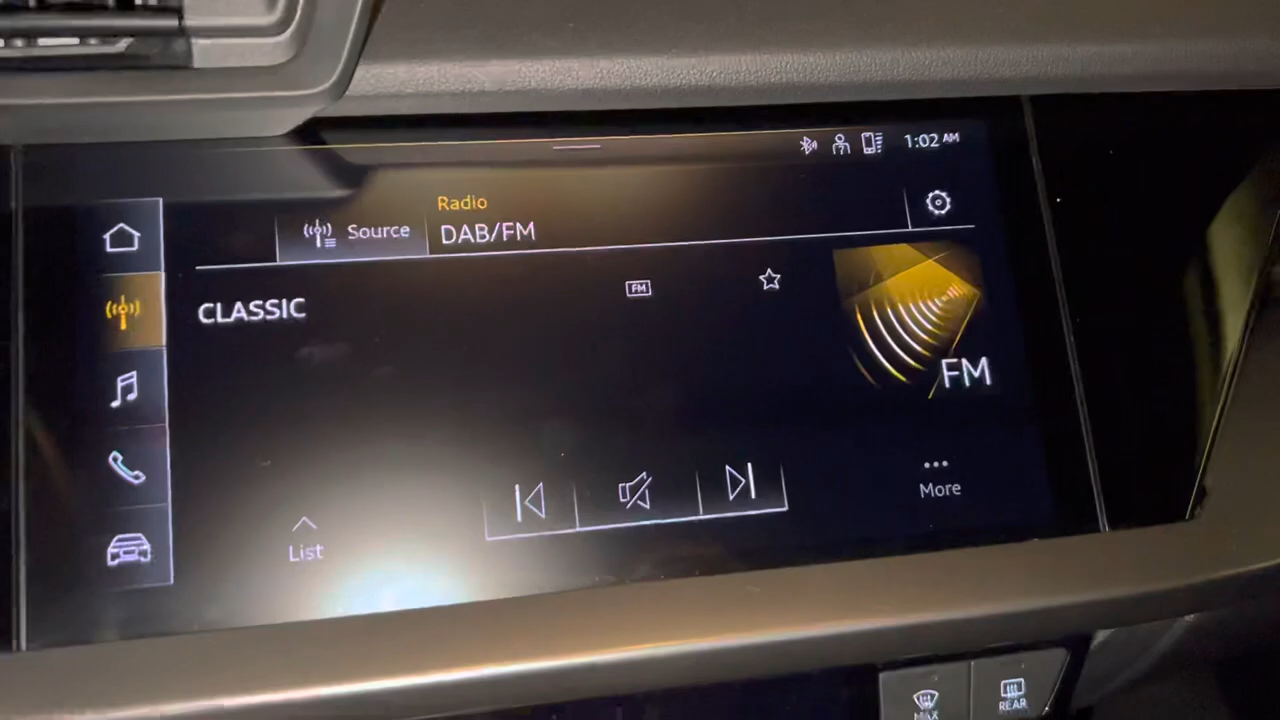 1:02 AM
Radio
Source
DAB/FM
CLASSIC
FM
FM
More
List
MAX
REAR